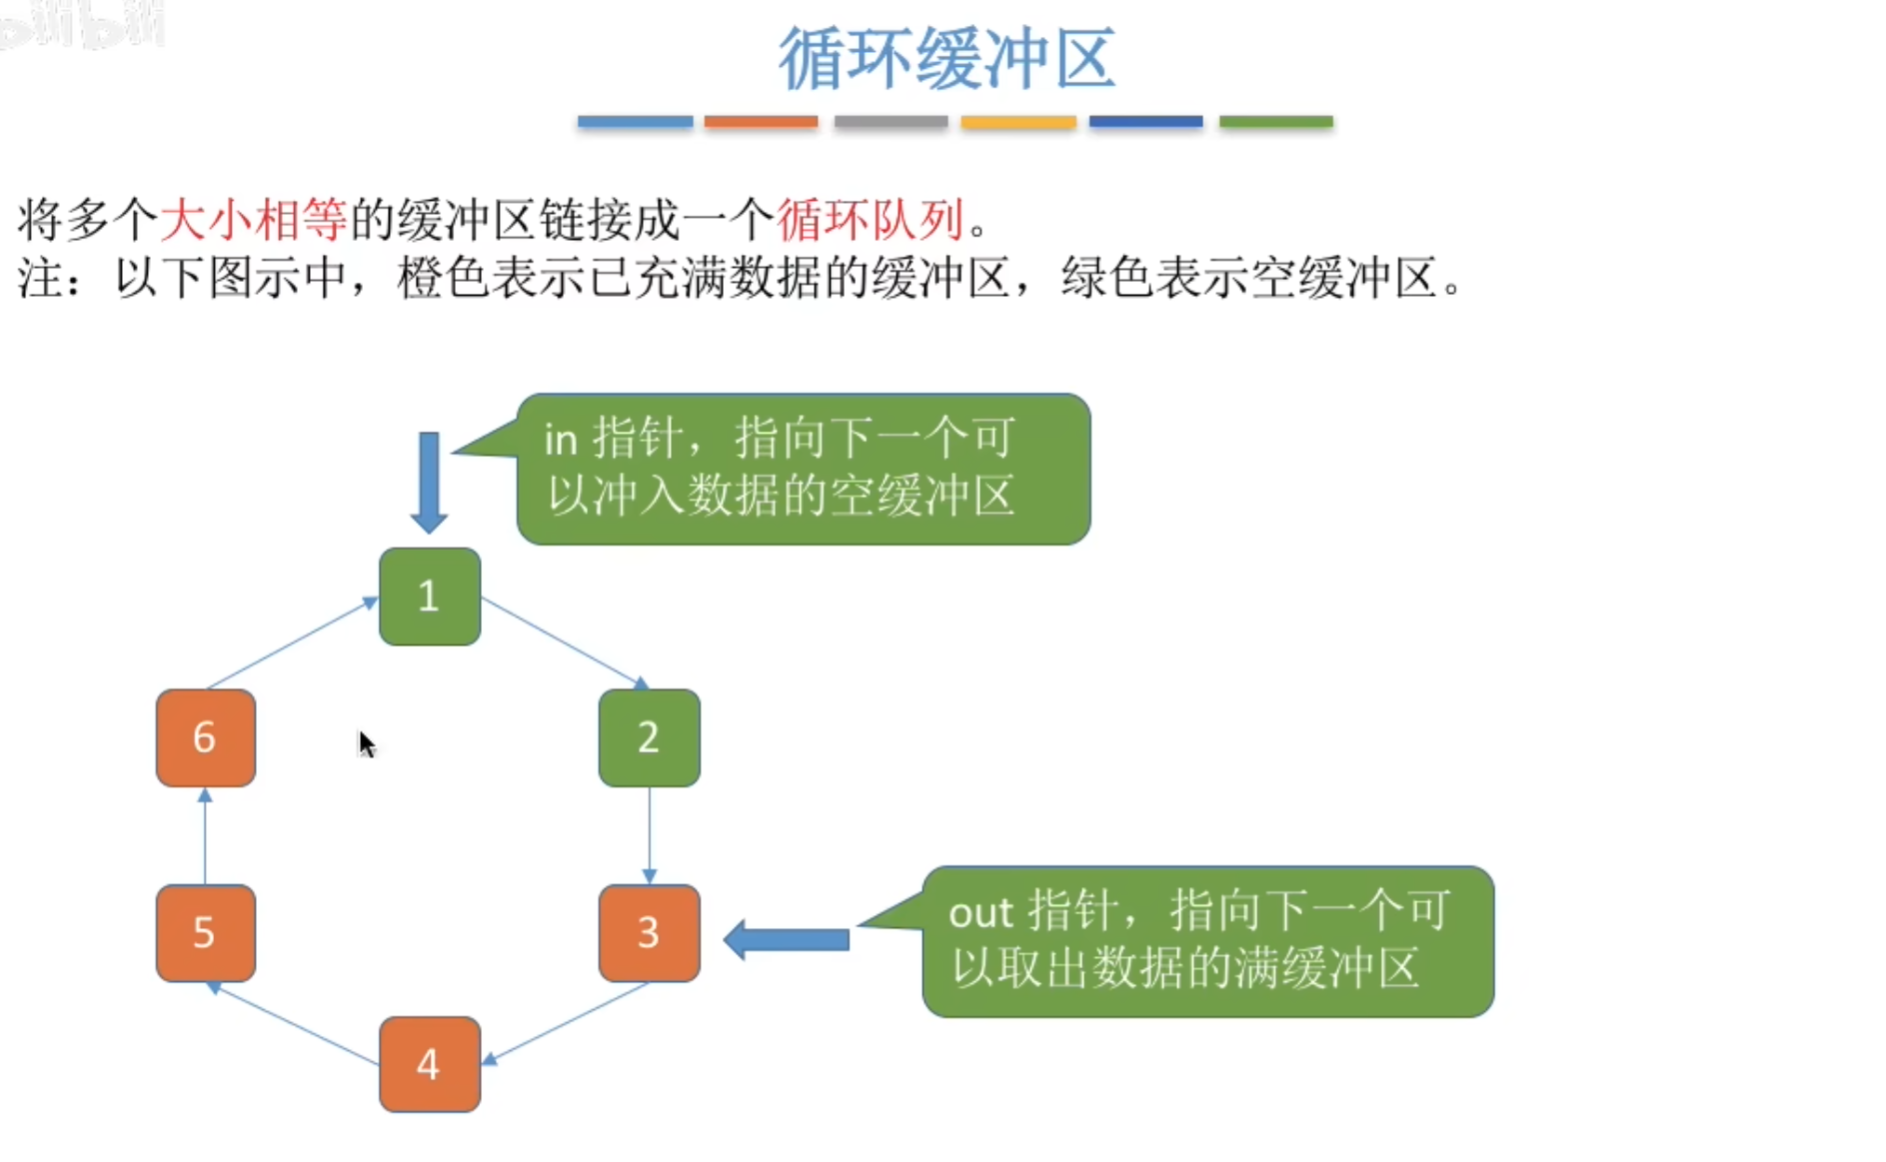 bilibili
循环缓冲区
将多个大小相等的缓冲区链接成一个循环队列。
注：以下图示中，橙色表示已充满数据的缓冲区，绿色表示空缓冲区。
in 指针，指向下一个可
以冲入数据的空缓冲区
1
6
2
5
3
out 指针，指向下一个可
以取出数据的满缓冲区
4